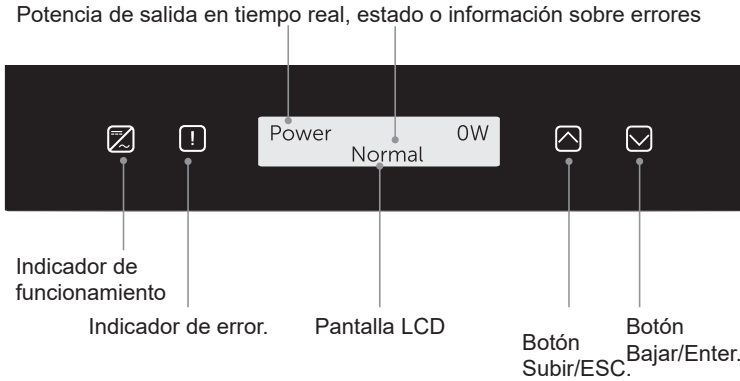 Potencia de salida en tiempo real, estado o información sobre errores
Power 0W
Normal
Indicador de
funcionamiento
Indicador de error.
Pantalla LCD
Botón
Subir/ESC.
Botón
Bajar/Enter.